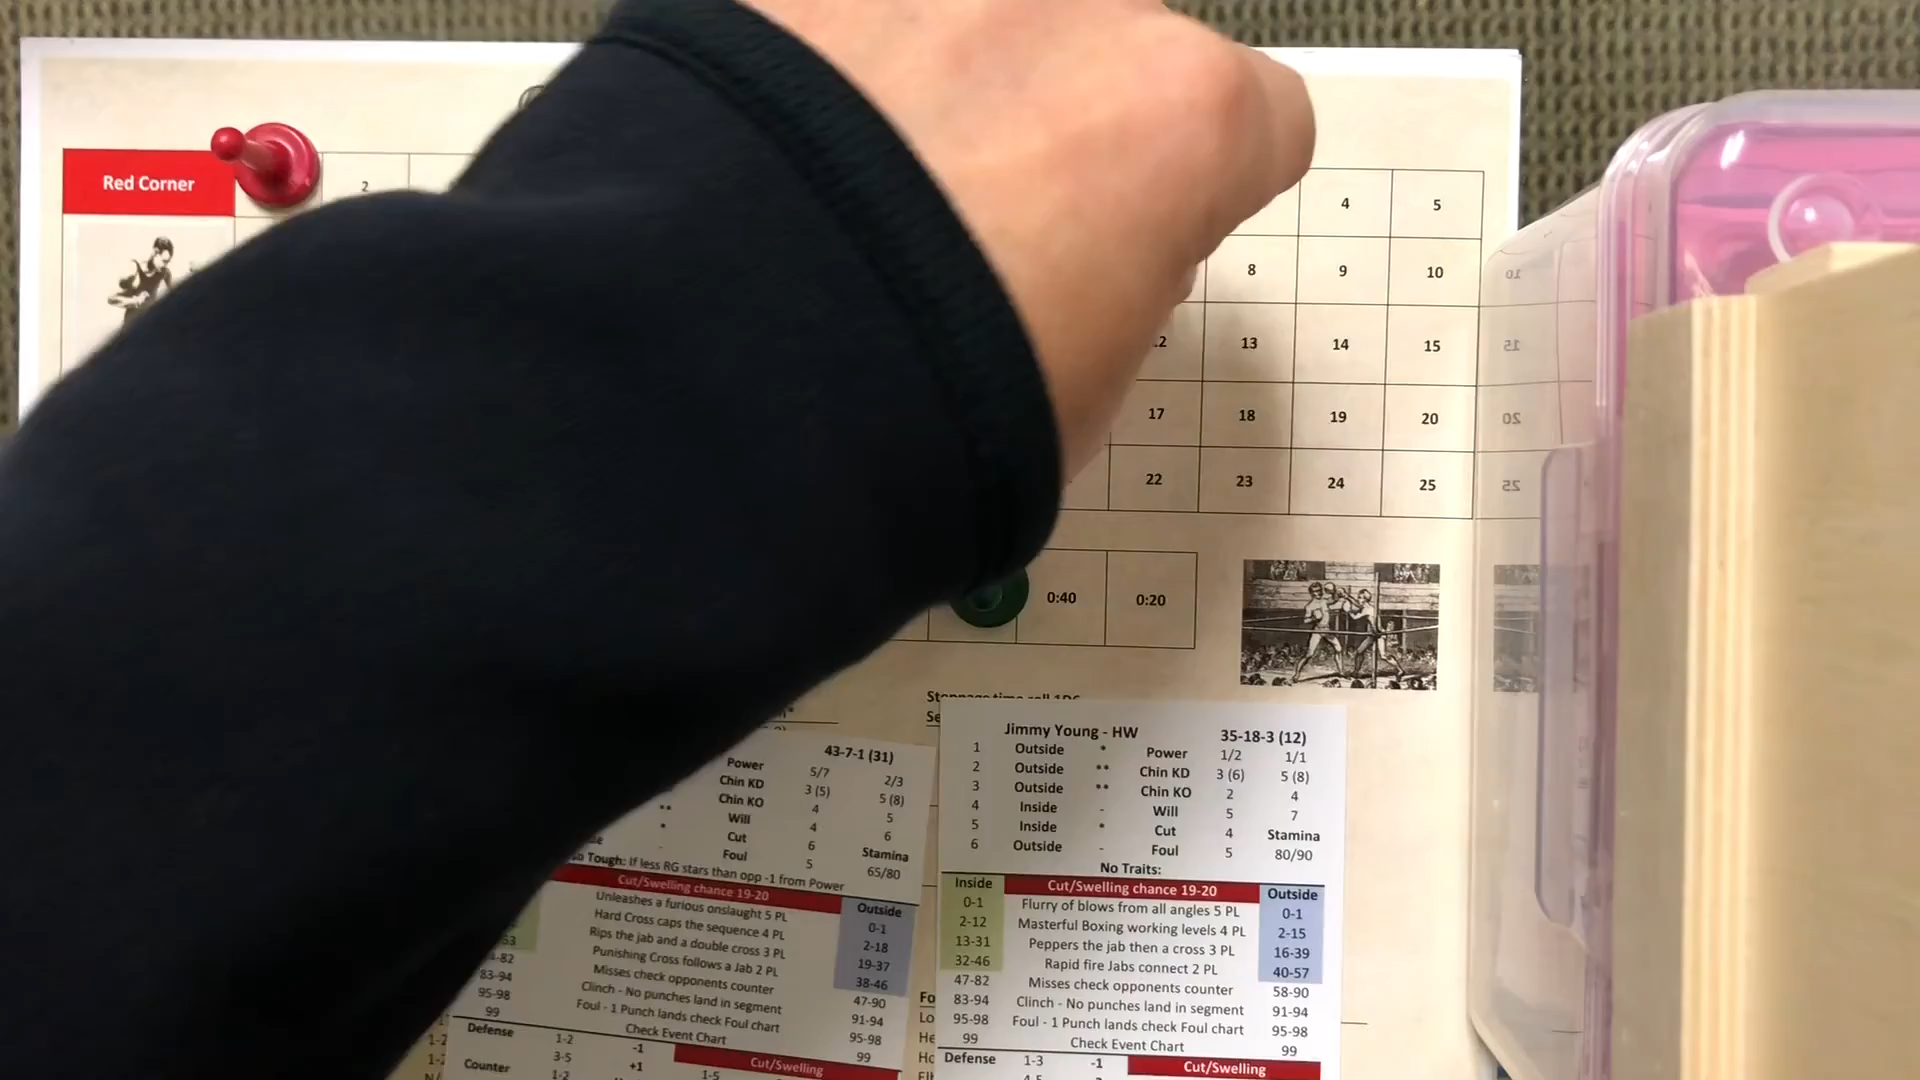 Red Corner
2
4 5
8 9 10
13 14 15
17 18 19 20
22 23 24 25
10
15
20
25
0:40 0:20
43-7-1 (31)
Power 5/7 2/3
Chin KD 3 (5) 5 (8)
** Chin KO 4 5
* Will 4 6
- Cut 6 Stamina
Foul 5 65/80
Tough: If less RG stars than opp -1 from Power
Cut/Swelling chance 19-20 Outside
Unleashes a furious onslaught 5 PL 0-1
Hard Cross caps the sequence 4 PL 2-18
Rips the jab and a double cross 3 PL 19-37
Punishing Cross follows a Jab 2 PL 38-46
Misses check opponents counter 47-90
83-94 Clinch - No punches land in segment 91-94
95-98 Foul - 1 Punch lands check Foul chart 95-98
99 Check Event Chart 99
Defense 1-2 -1 Cut/Swelling
3-5 +1
Counter 1-2 1-5
Jimmy Young - HW 35-18-3 (12)
1 Outside * Power 1/2 1/1
2 Outside ** Chin KD 3 (6) 5 (8)
3 Outside ** Chin KO 2 4
4 Inside - Will 5 7
5 Inside * Cut 4 Stamina
6 Outside - Foul 5 80/90
No Traits:
Inside Cut/Swelling chance 19-20 Outside
0-1 Flurry of blows from all angles 5 PL 0-1
2-12 Masterful Boxing working levels 4 PL 2-15
13-31 Peppers the jab then a cross 3 PL 16-39
32-46 Rapid fire Jabs connect 2 PL 40-57
47-82 Misses check opponents counter 58-90
83-94 Clinch - No punches land in segment 91-94
95-98 Foul - 1 Punch lands check Foul chart 95-98
99 Check Event Chart 99
Defense 1-3 -1 Cut/Swelling